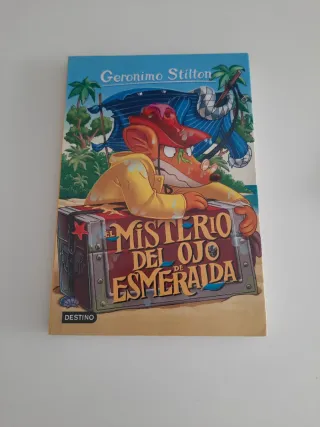 Geronimo Stilton
EL
MISTERIO
DEL OJO
DE
ESMERALDA
DESTINO